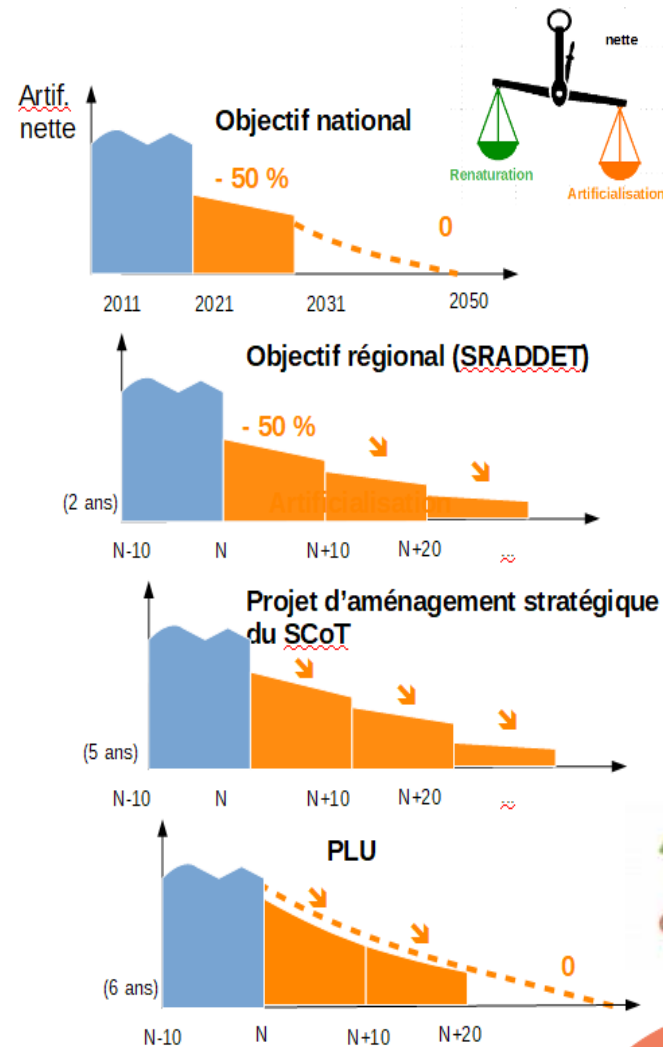 nette
Renaturation
Artificialisation
Artif.
nette
Objectif national
- 50 %
0
2011 2021 2031 2050
Objectif régional (SRADDET)
- 50 %
Artificialisation
(2 ans)
N-10 N N+10 N+20 ...
Projet d'aménagement stratégique
du SCoT
(5 ans)
N-10 N N+10 N+20 ...
PLU
0
(6 ans)
N-10 N N+10 N+20